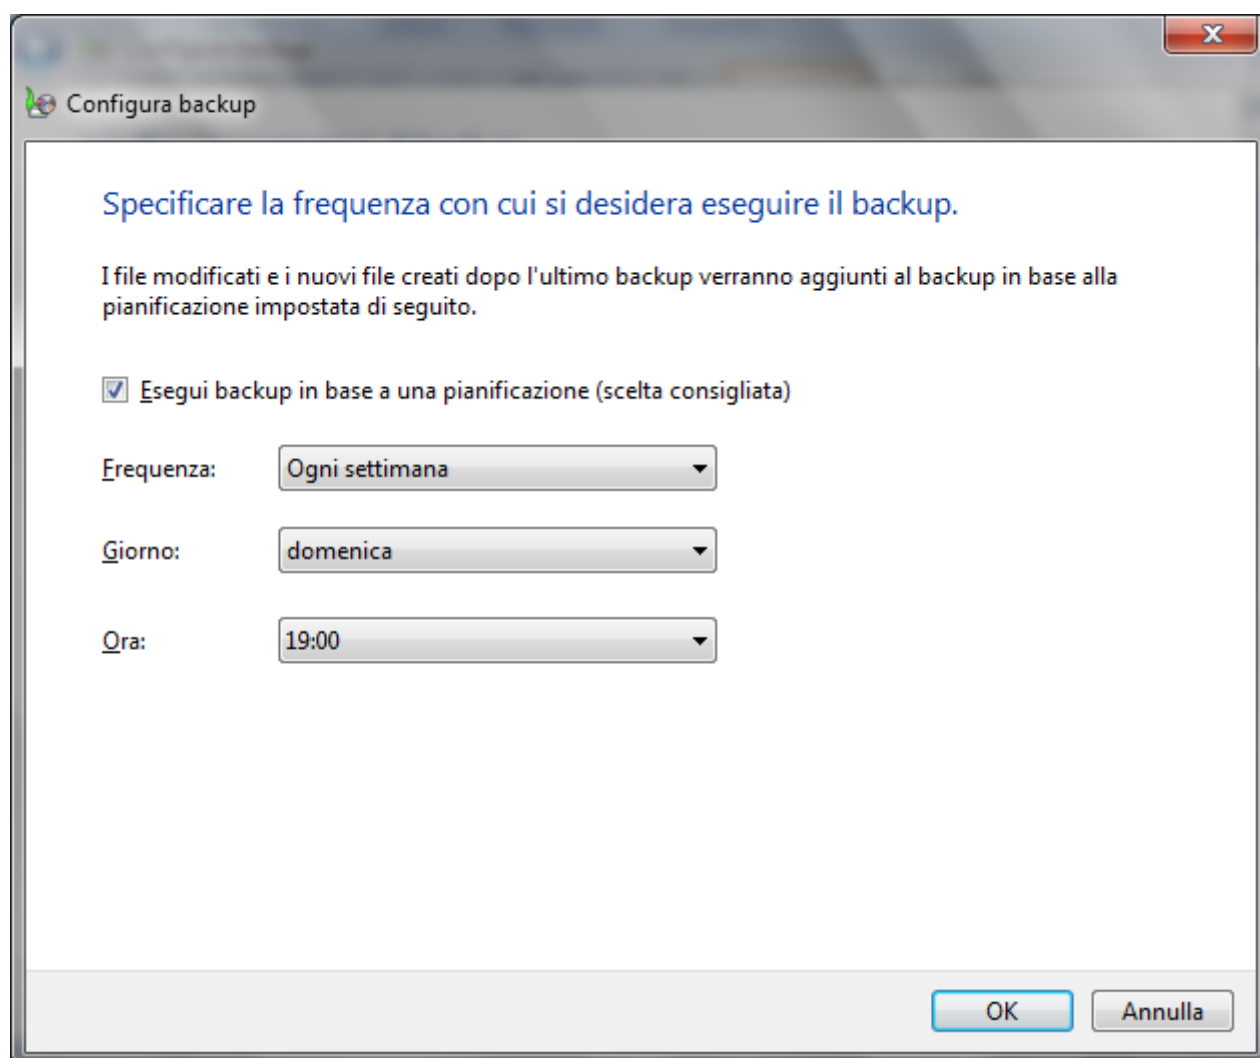 Configura backup
Specificare la frequenza con cui si desidera eseguire il backup.
I file modificati e i nuovi file creati dopo l'ultimo backup verranno aggiunti al backup in base alla
pianificazione impostata di seguito.
Esegui backup in base a una pianificazione (scelta consigliata)
Frequenza: Ogni settimana
Giorno: domenica
Ora: 19:00
OK Annulla